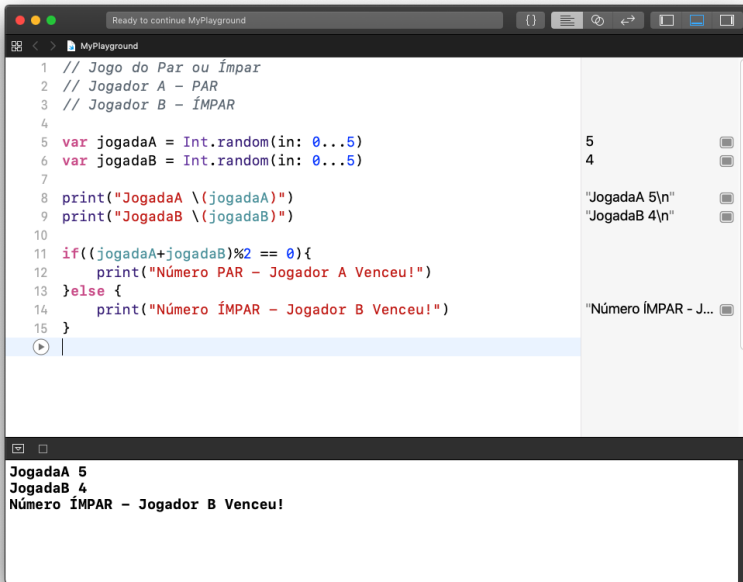 Ready to continue MyPlayground
{ }
MyPlayground
1 // Jogo do Par ou Ímpar
2 // Jogador A – PAR
3 // Jogador B – ÍMPAR
4
5 var jogadaA = Int.random(in: 0...5)
5
6 var jogadaB = Int.random(in: 0...5)
4
7
8 print("JogadaA \(jogadaA)")
"JogadaA 5\n"
9 print("JogadaB \(jogadaB)")
"JogadaB 4\n"
10
11 if((jogadaA+jogadaB)%2 == 0){
12 print("Número PAR – Jogador A Venceu!")
13 }else {
14 print("Número ÍMPAR – Jogador B Venceu!")
"Número ÍMPAR - J...
15 }
JogadaA 5
JogadaB 4
Número ÍMPAR – Jogador B Venceu!